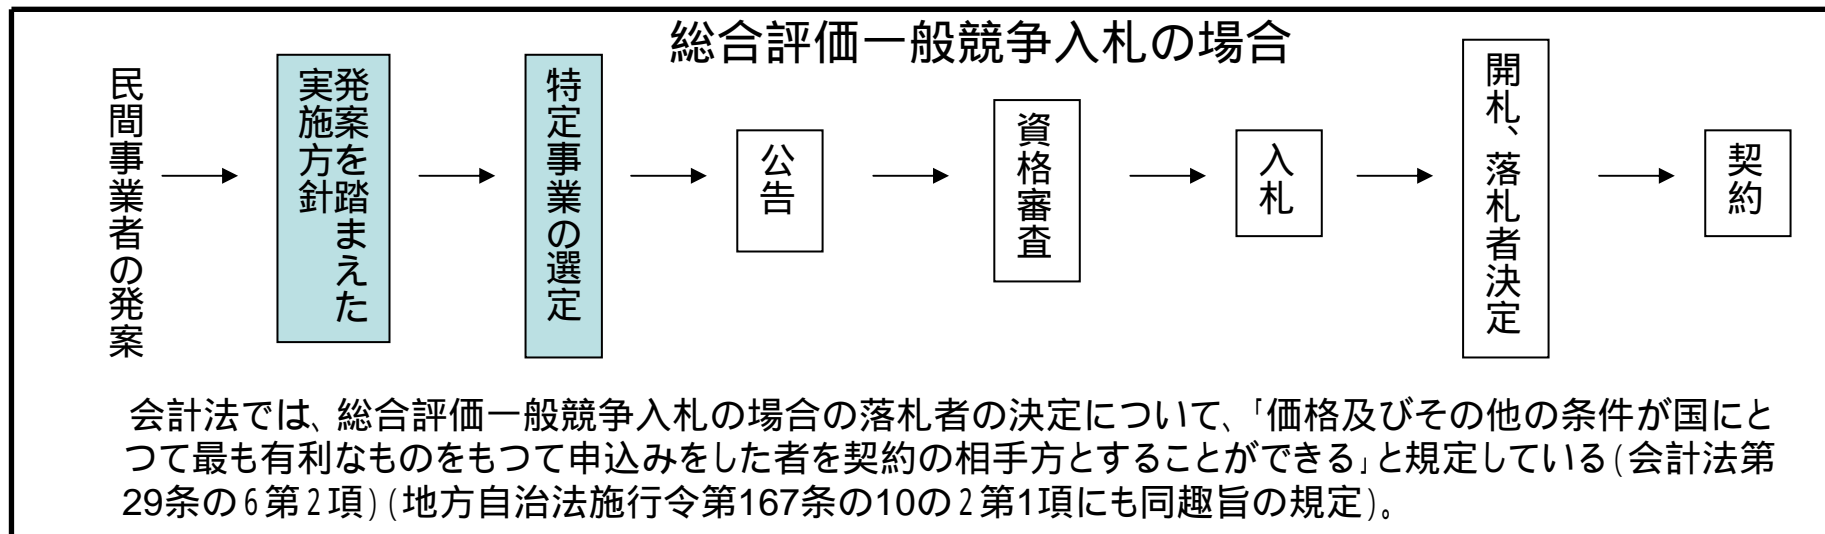 総合評価一般競争入札の場合
民間事業者の発案
発案を踏まえた
実施方針
特定事業の選定
公告
資格審査
入札
開札、落札者決定
契約
会計法では、総合評価一般競争入札の場合の落札者の決定について、「価格及びその他の条件が国にと
つて最も有利なものをもつて申込みをした者を契約の相手方とすることができる」と規定している(会計法第
29条の6第2項)(地方自治法施行令第167条の10の2第1項にも同趣旨の規定)。